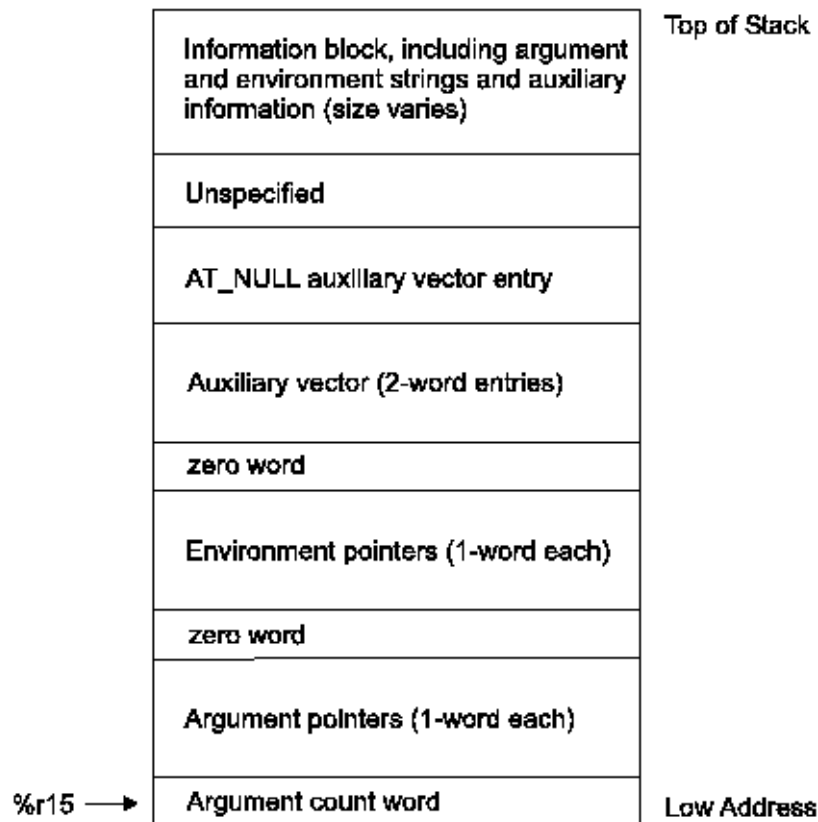 Top of Stack
Information block, including argument
and environment strings and auxiliary
information (size varies)
Unspecified
AT_NULL auxiliary vector entry
Auxiliary vector (2-word entries)
zero word
Environment pointers (1-word each)
zero word
Argument pointers (1-word each)
%r15
Argument count word
Low Address